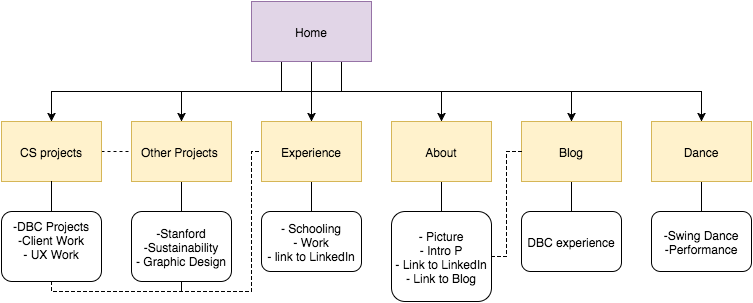 Home
CS projects
Other Projects
Experience
About
Blog
Dance
-DBC Projects
-Client Work
- UX Work
-Stanford
-Sustainability
- Graphic Design
- Schooling
- Work
- link to LinkedIn
- Picture
- Intro P
- Link to LinkedIn
- Link to Blog
DBC experience
-Swing Dance
-Performance